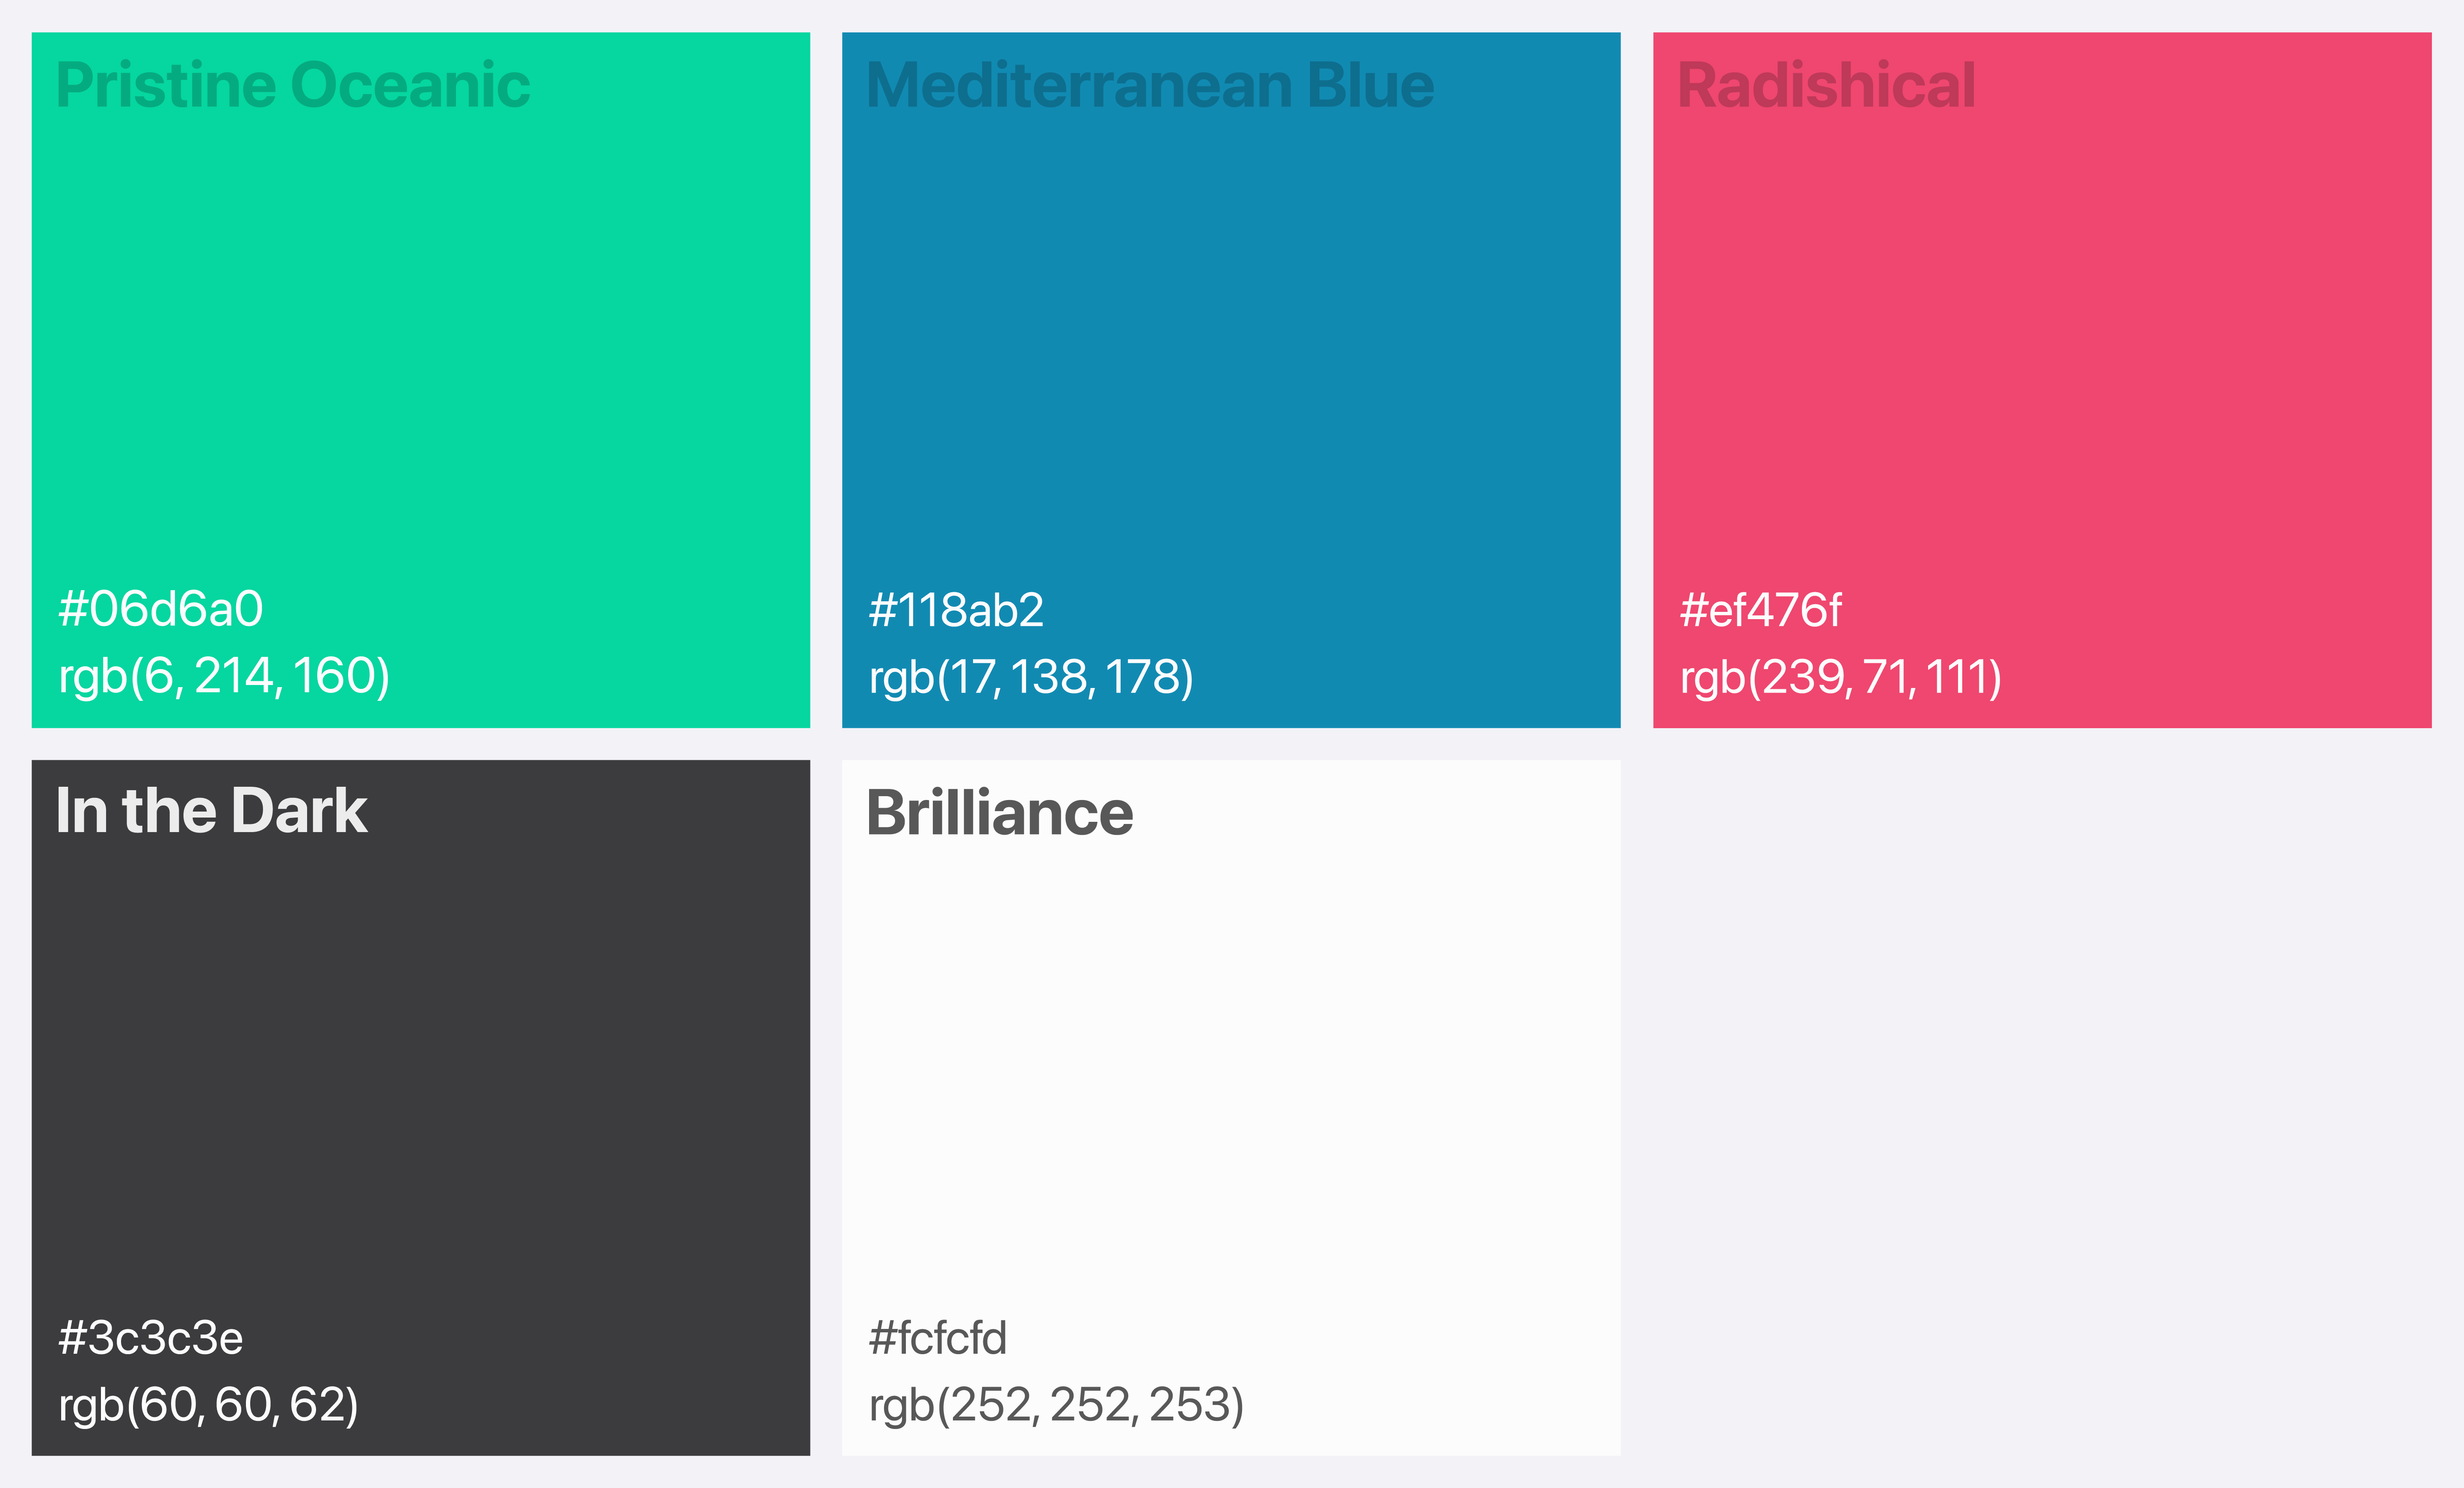 Pristine Oceanic
#06d6a0
rgb(6, 214, 160)
Mediterranean Blue
#118ab2
rgb(17, 138, 178)
Radishical
#ef476f
rgb(239, 71, 111)
In the Dark
#3c3c3e
rgb(60, 60, 62)
Brilliance
#fcfcfd
rgb(252, 252, 253)